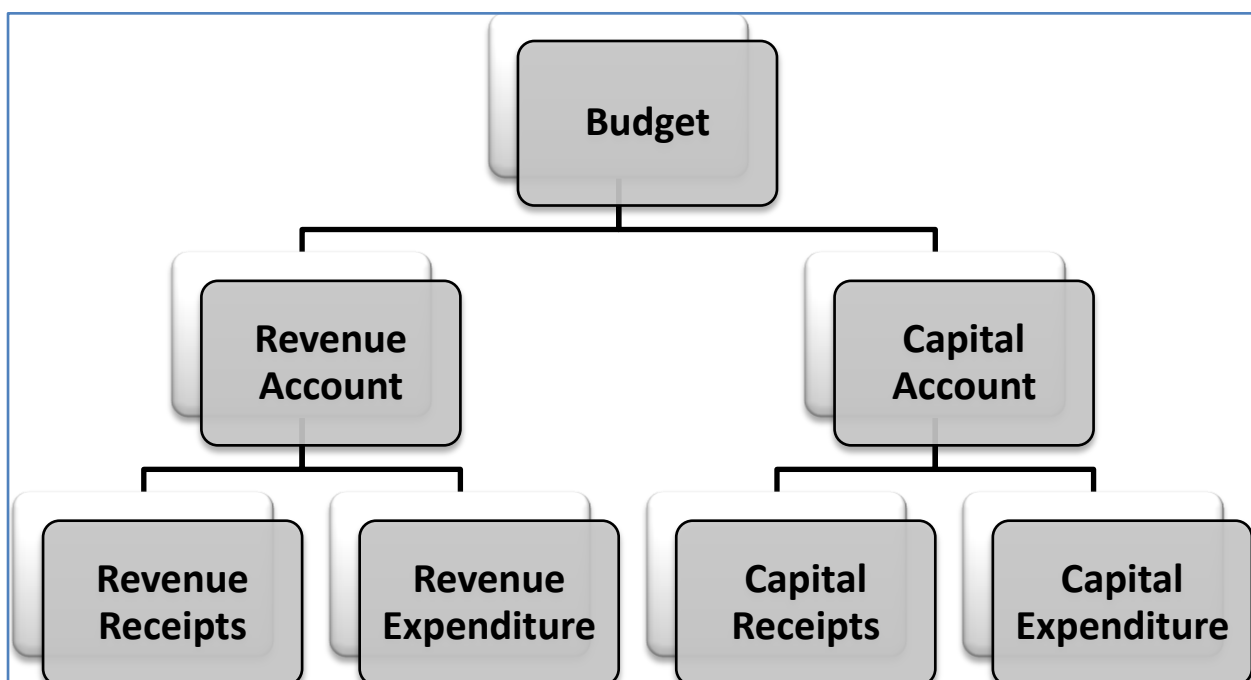 Budget
Revenue
Account
Capital
Account
Revenue
Receipts
Revenue
Expenditure
Capital
Receipts
Capital
Expenditure